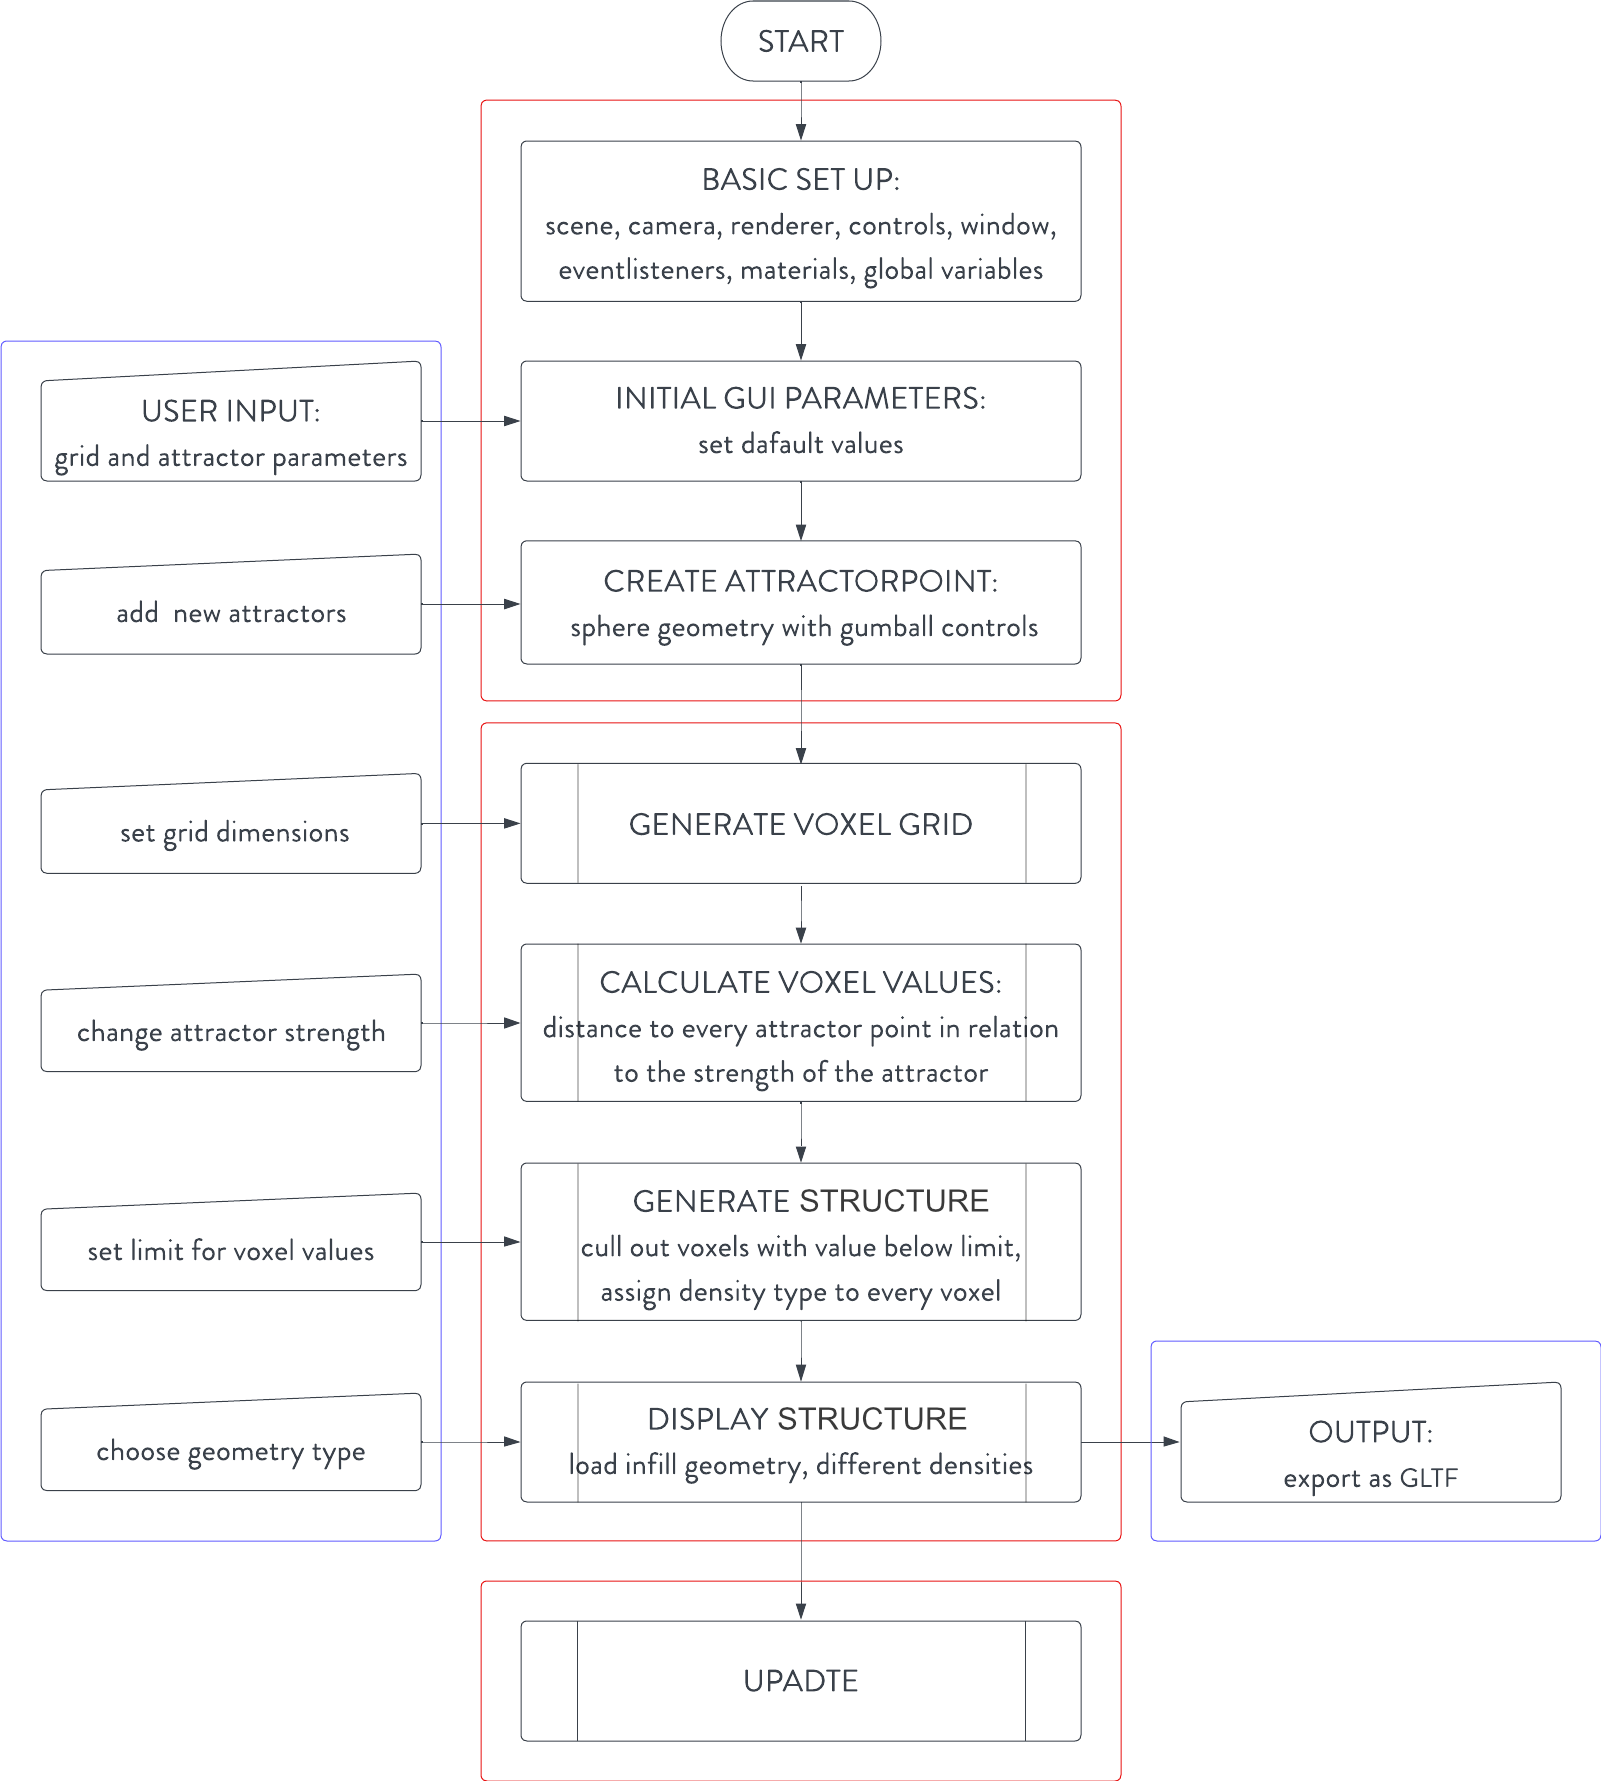 START
BASIC SET UP:
scene, camera, renderer, controls, window,
eventlisteners, materials, global variables
USER INPUT:
grid and attractor parameters
INITIAL GUI PARAMETERS:
set dafault values
add new attractors
CREATE ATTRACTORPOINT:
sphere geometry with gumball controls
set grid dimensions
GENERATE VOXEL GRID
change attractor strength
CALCULATE VOXEL VALUES:
distance to every attractor point in relation
to the strength of the attractor
set limit for voxel values
GENERATE STRUCTURE
cull out voxels with value below limit,
assign density type to every voxel
choose geometry type
DISPLAY STRUCTURE
load infill geometry, different densities
OUTPUT:
export as GLTF
UPADTE